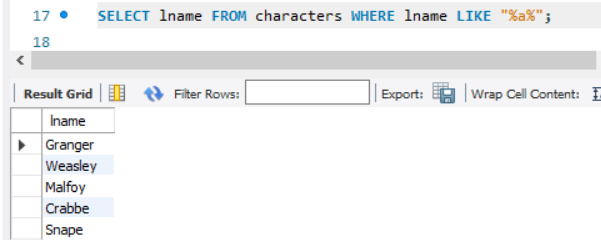 17 SELECT lname FROM characters WHERE lname LIKE "%a%";
18
Result Grid Filter Rows: Export: Wrap Cell Content:
lname
Granger
Weasley
Malfoy
Crabbe
Snape